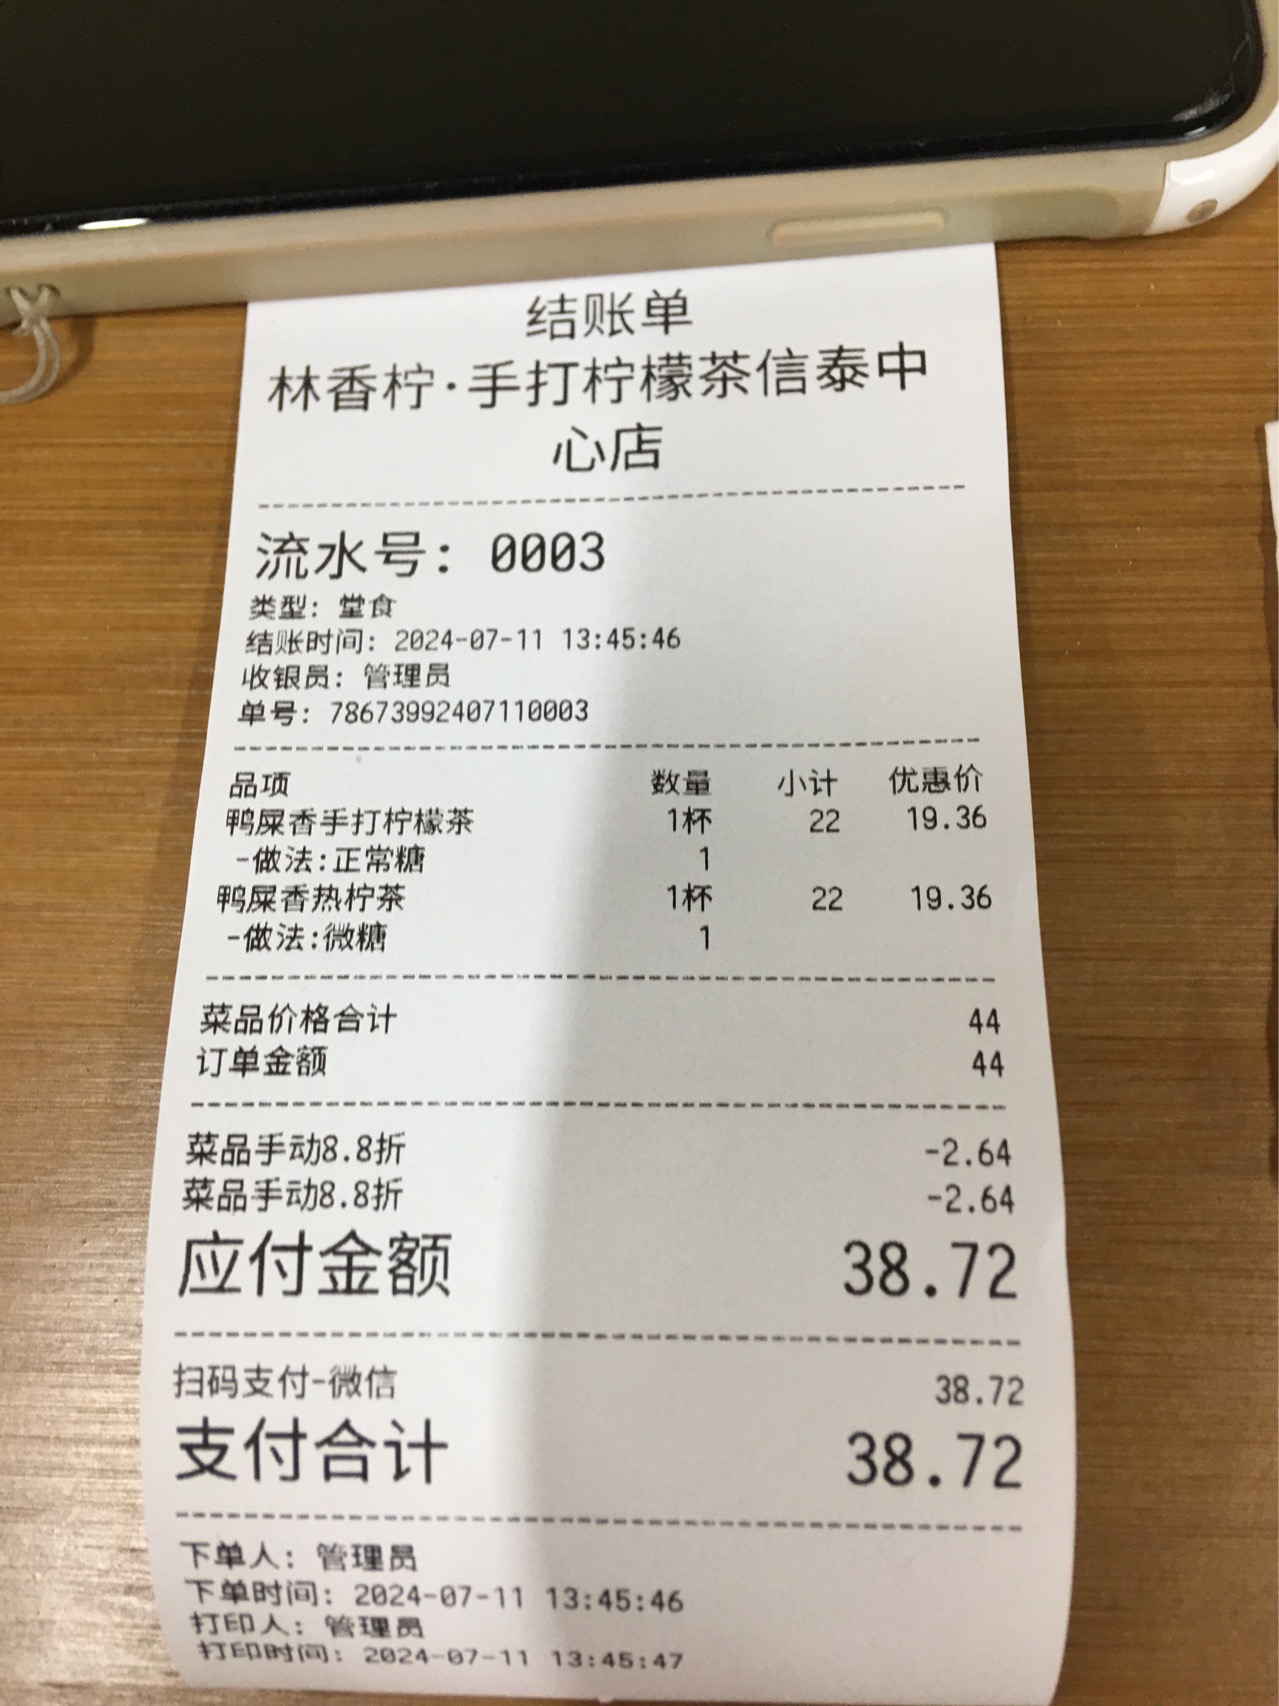 结账单
林香柠·手打柠檬茶信泰中
心店
流水号: 0003
类型: 堂食
结账时间: 2024-07-11 13:45:46
收银员: 管理员
单号: 78673992407110003
品项 数量 小计 优惠价
鸭屎香手打柠檬茶 1杯 22 19.36
-做法:正常糖 1
鸭屎香热柠茶 1杯 22 19.36
-做法:微糖 1
菜品价格合计 44
订单金额 44
菜品手动8.8折 -2.64
菜品手动8.8折 -2.64
应付金额 38.72
扫码支付-微信 38.72
支付合计 38.72
下单人: 管理员
下单时间: 2024-07-11 13:45:46
打印人: 管理员
打印时间: 2024-07-11 13:45:47